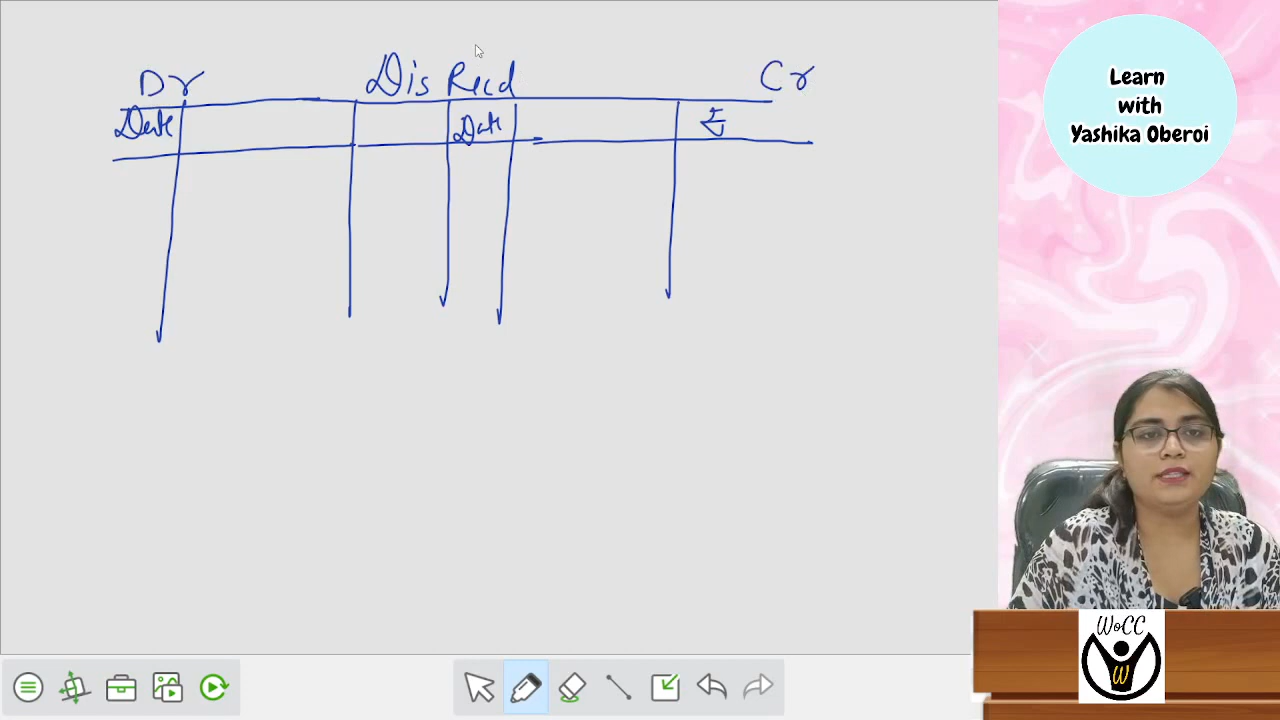 Dr Dis Recd Cr
Date Date ₹
Learn
with
Yashika Oberoi
WoCC
W